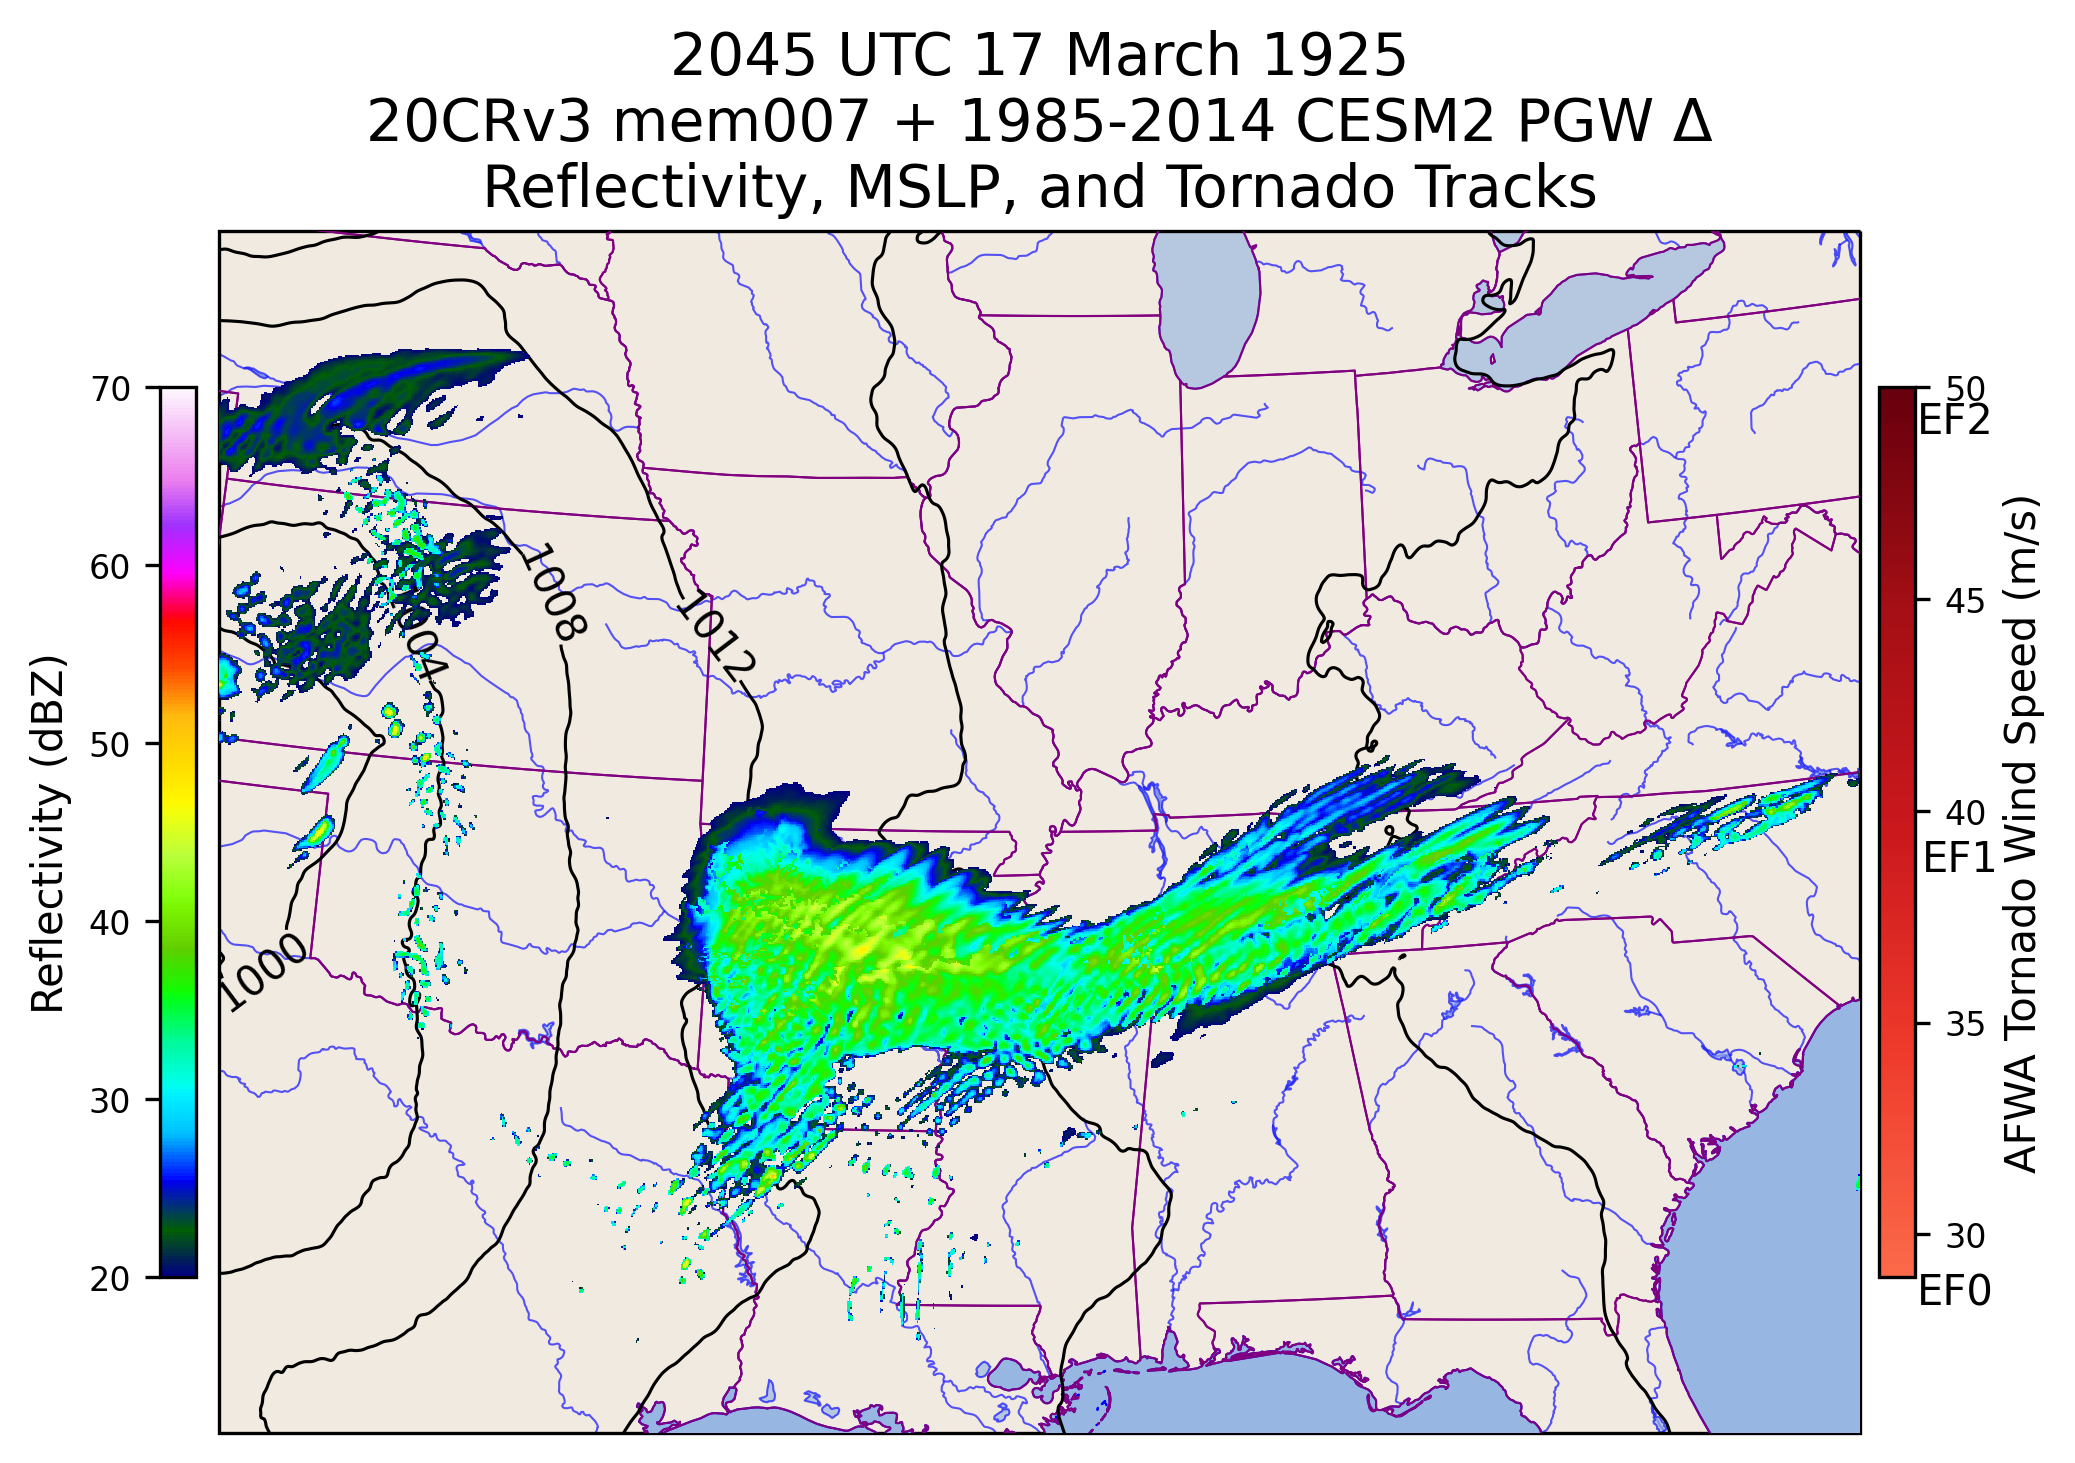 2045 UTC 17 March 1925
20CRv3 mem007 + 1985-2014 CESM2 PGW Δ
Reflectivity, MSLP, and Tornado Tracks
70
60
50
40
30
20
Reflectivity (dBZ)
1008
1012
1000
50
EF2
45
40
EF1
35
30
EF0
AFWA Tornado Wind Speed (m/s)